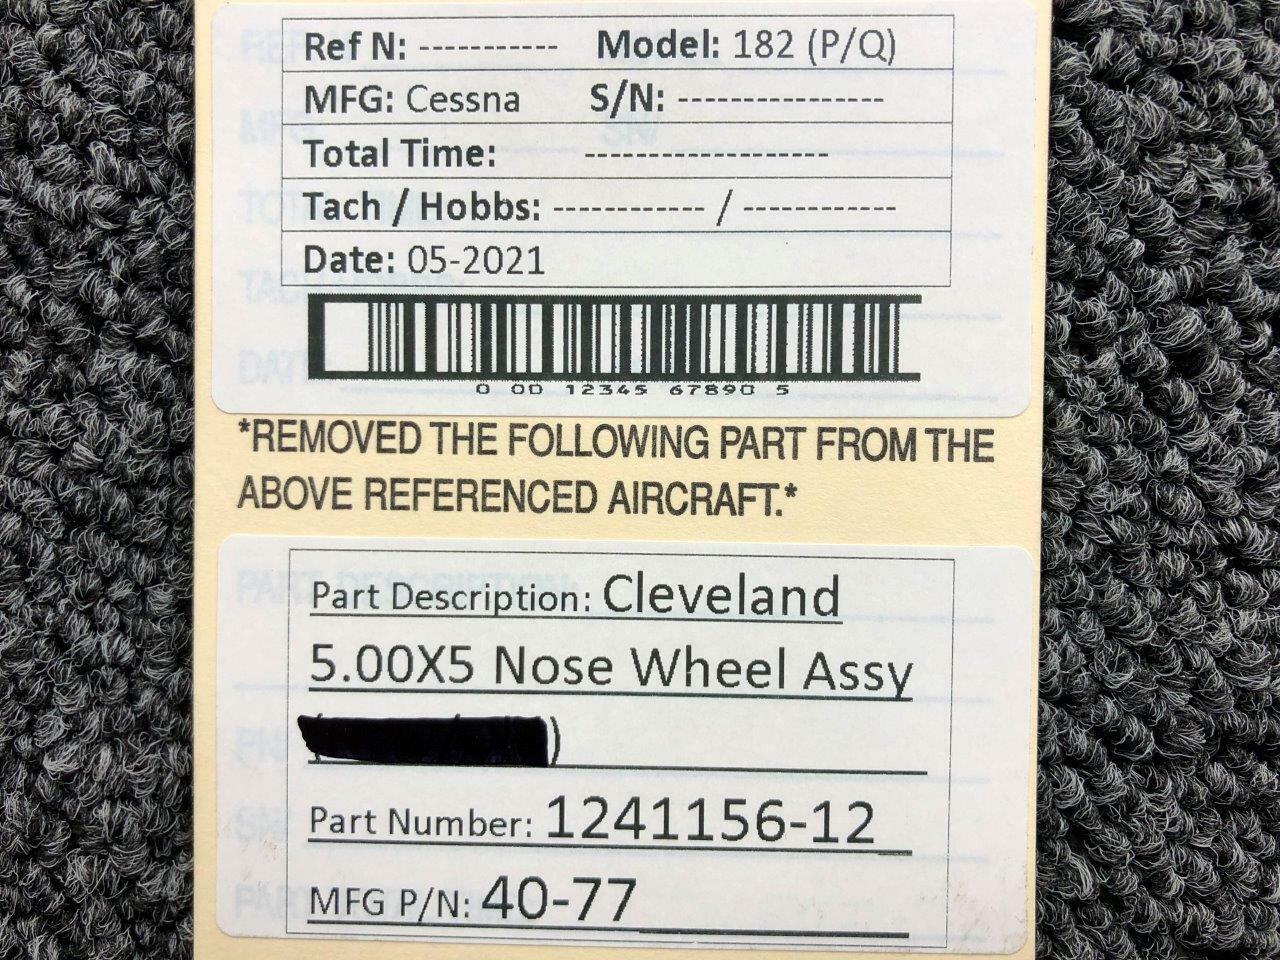 Ref N: ----------- Model: 182 (P/Q)
MFG: Cessna S/N: ----------------
Total Time: -------------------
Tach / Hobbs: ------------ / ------------
Date: 05-2021
0 00 12345 67890 5
*REMOVED THE FOLLOWING PART FROM THE
ABOVE REFERENCED AIRCRAFT.*
Part Description: Cleveland
5.00X5 Nose Wheel Assy
)
Part Number: 1241156-12
MFG P/N: 40-77